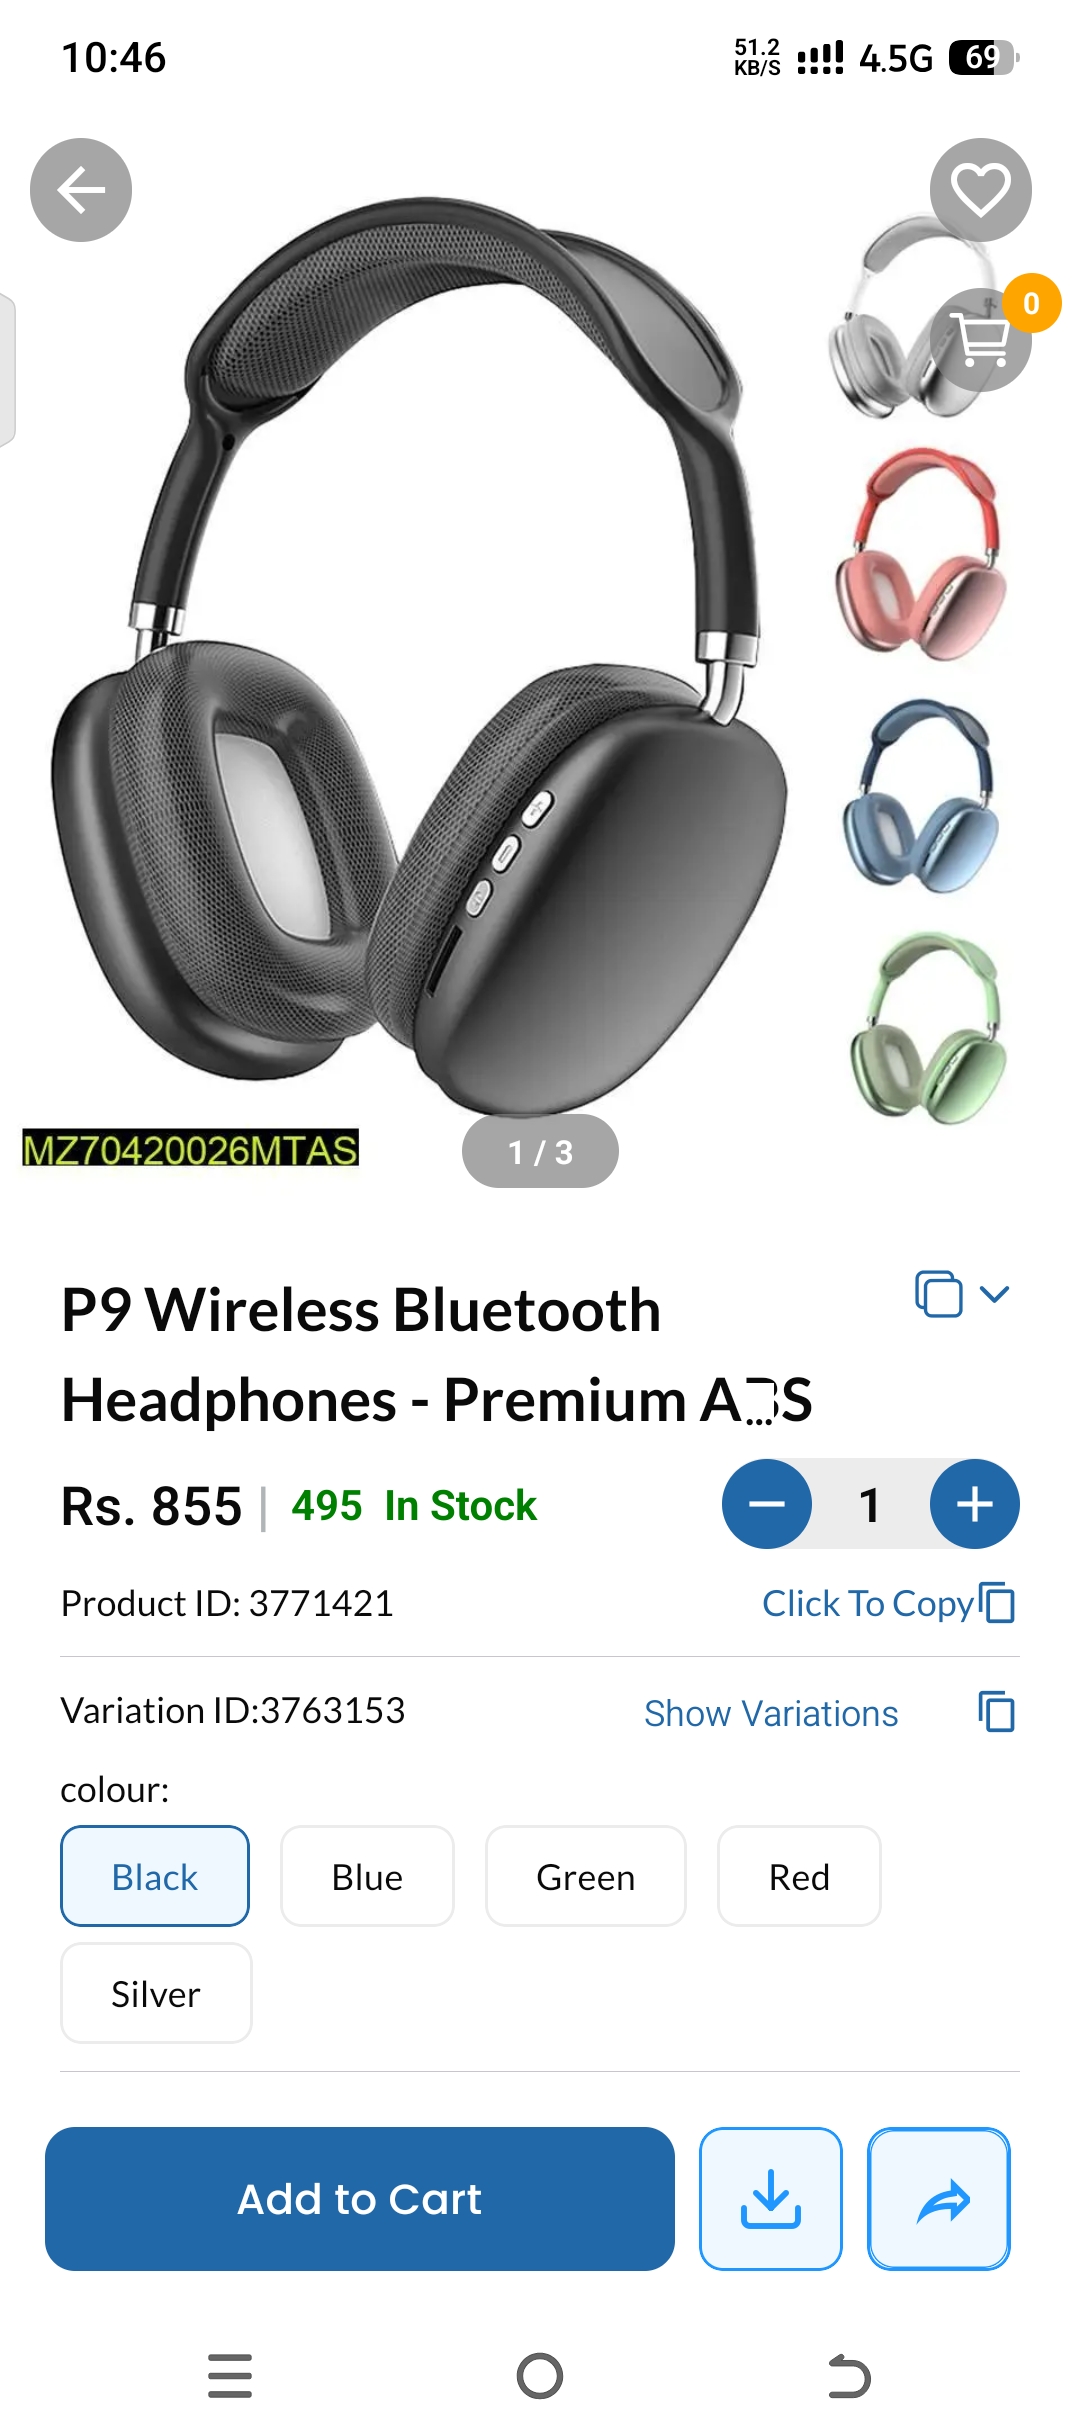 10:46
51.2
KB/S
4.5G
69
0
MZ70420026MTAS
1 / 3
P9 Wireless Bluetooth
Headphones - Premium ABS
...
Rs. 855 | 495 In Stock
1
Product ID: 3771421
Click To Copy
Variation ID:3763153
Show Variations
colour:
Black
Blue
Green
Red
Silver
Add to Cart